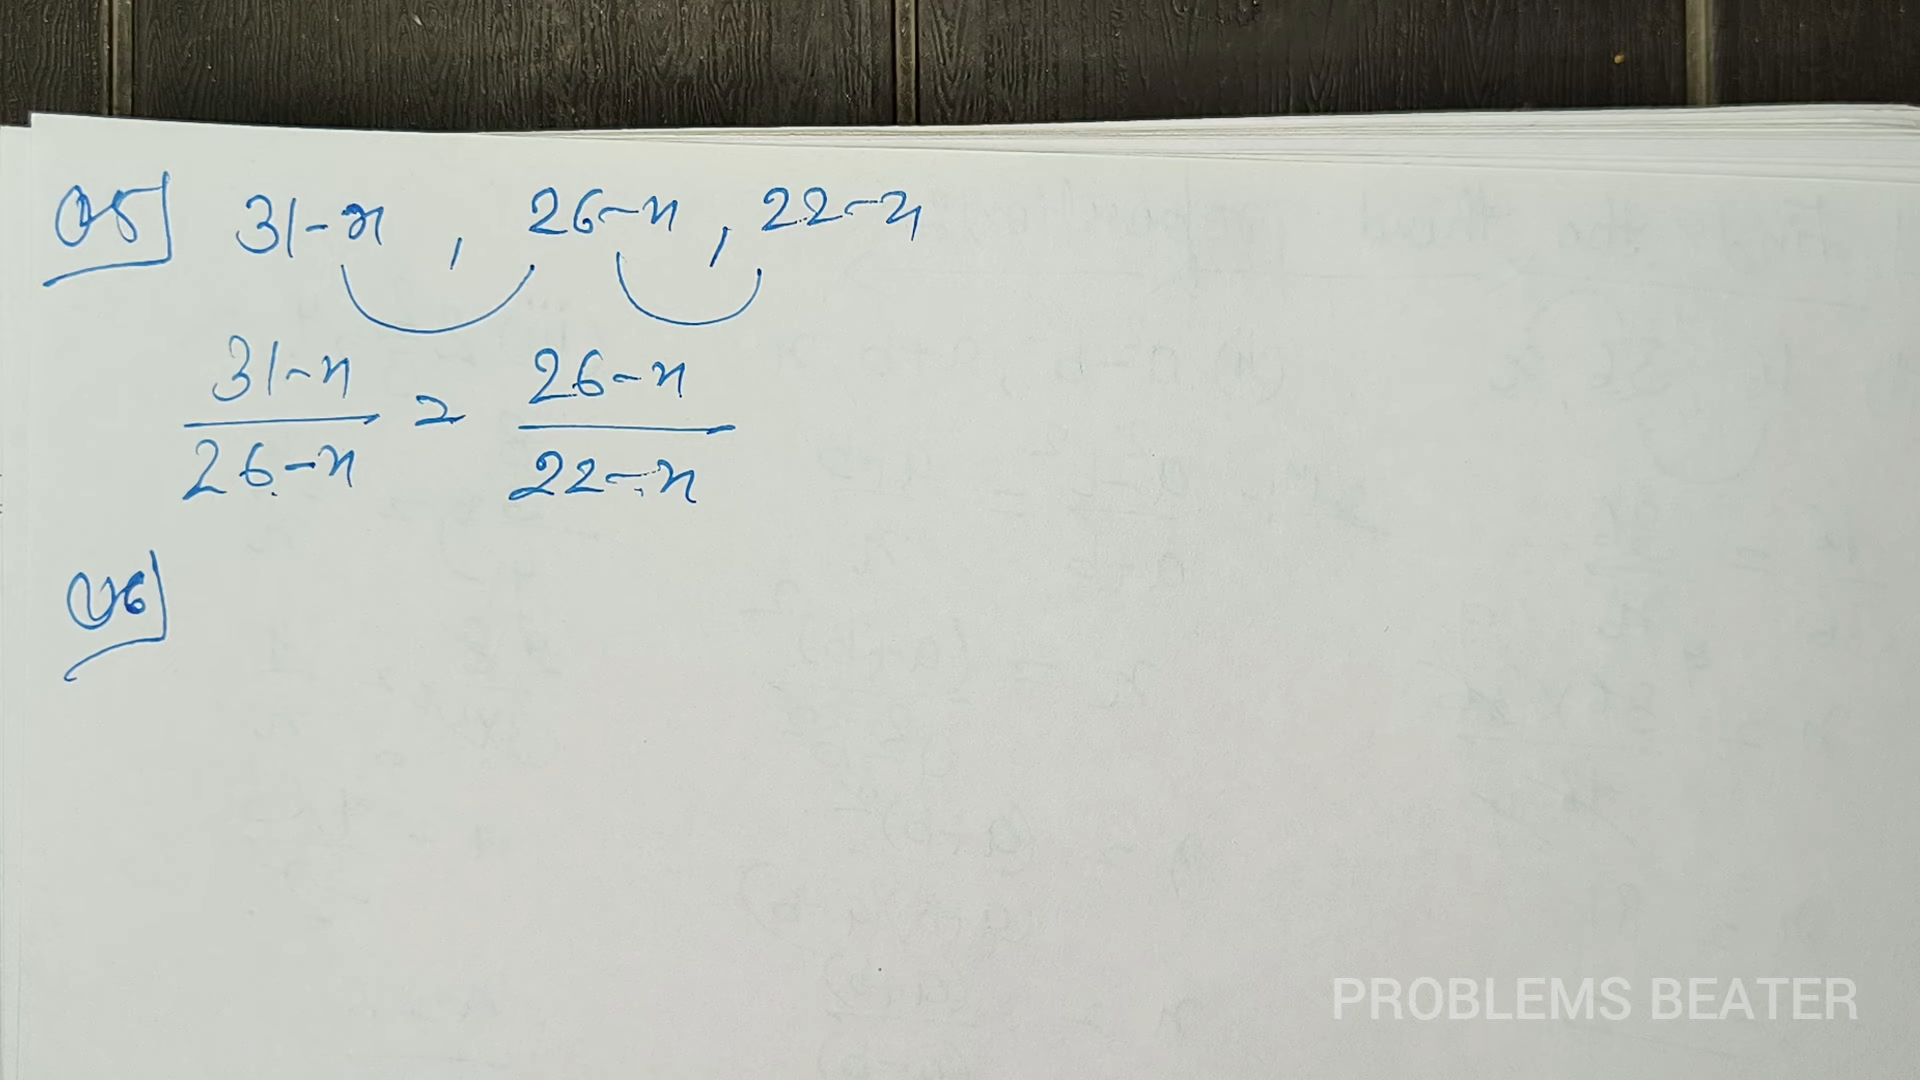 Q5] 31-x , 26-x , 22-x
31-x = 26-x
26-x 22-x
Q6]
PROBLEMS BEATER